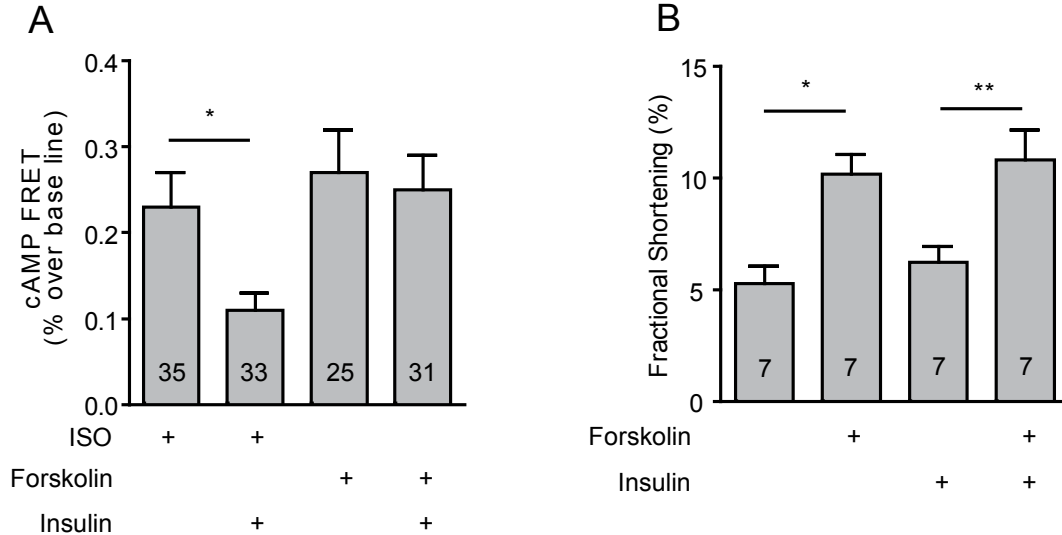 A
cAMP FRET
(% over base line)
0.4
0.3
0.2
0.1
0.0
*
35 33 25 31
ISO + +
Forskolin + +
Insulin + +
B
Fractional Shortening (%)
15
10
5
0
* **
7 7 7 7
Forskolin + +
Insulin + +